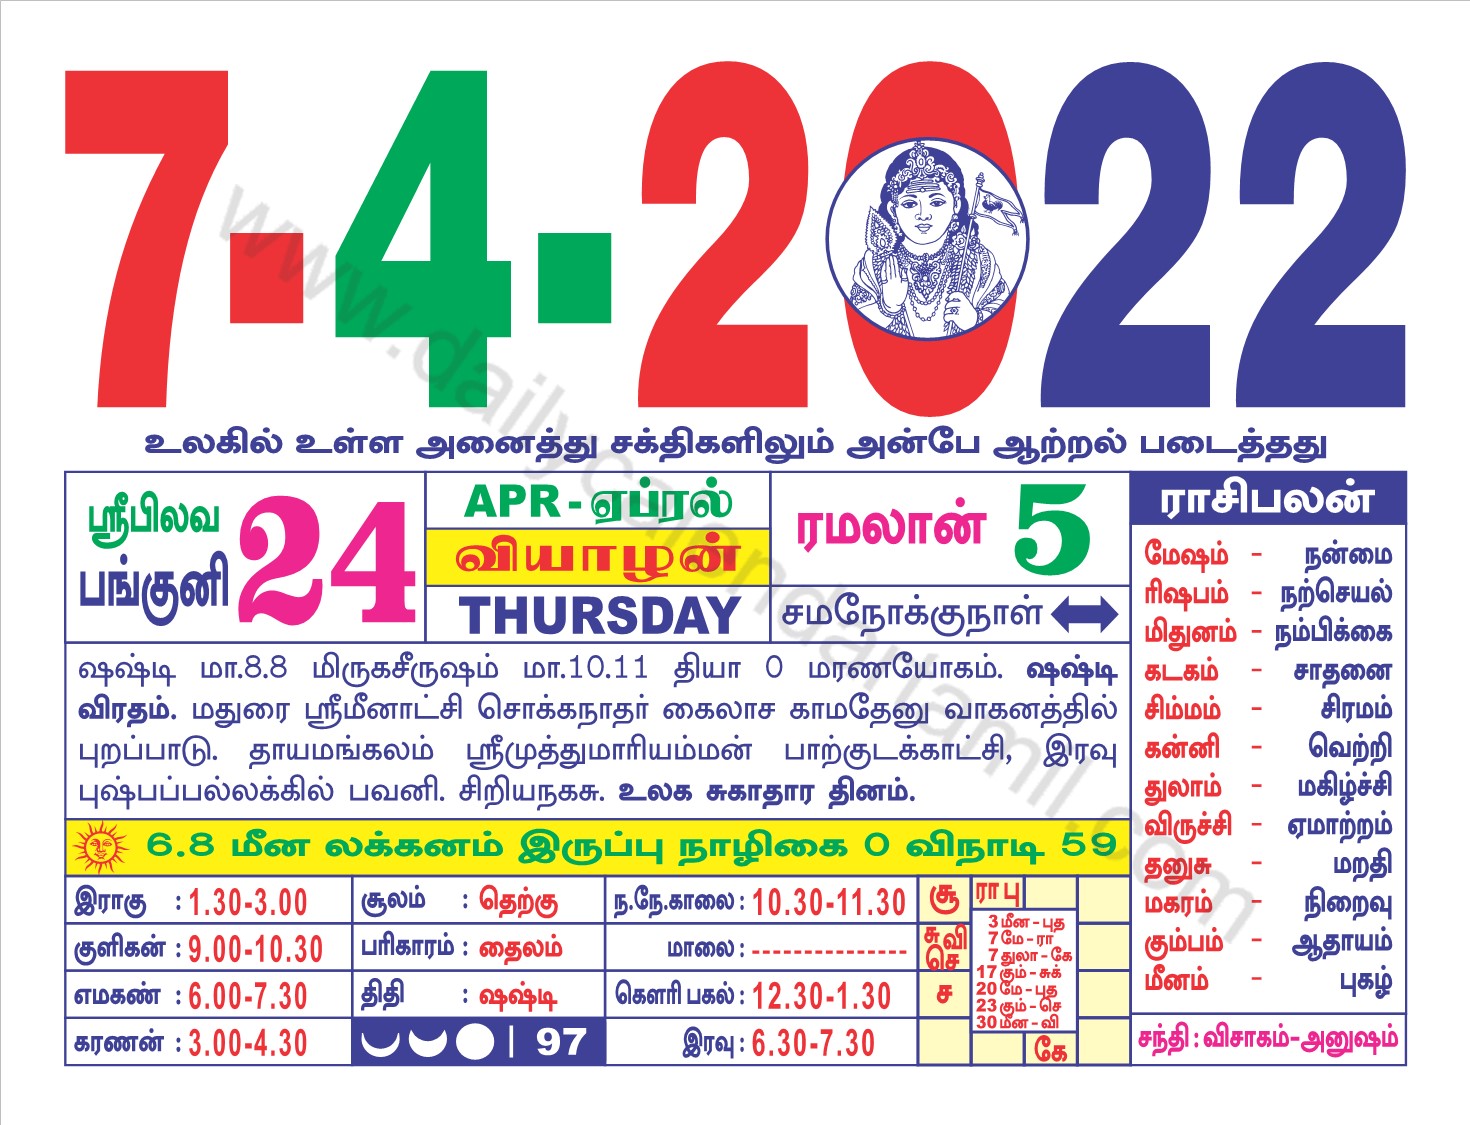 7-4-2022
உலகில் உள்ள அனைத்து சக்திகளிலும் அன்பே ஆற்றல் படைத்தது
ஸ்ரீபிலவ
பங்குனி 24
APR - ஏப்ரல்
வியாழன்
THURSDAY
ரமலான் 5
சமநோக்குநாள்
ஷஷ்டி மா.8.8 மிருகசீருஷம் மா.10.11 தியா 0 மரணயோகம். ஷஷ்டி
விரதம். மதுரை ஸ்ரீமீனாட்சி சொக்கநாதர் கைலாச காமதேனு வாகனத்தில்
புறப்பாடு. தாயமங்கலம் ஸ்ரீமுத்துமாரியம்மன் பாற்குடக்காட்சி, இரவு
புஷ்பப்பல்லக்கில் பவனி. சிறியநகசு. உலக சுகாதார தினம்.
6.8 மீன லக்கனம் இருப்பு நாழிகை 0 விநாடி 59
இராகு : 1.30-3.00
குளிகன் : 9.00-10.30
எமகண் : 6.00-7.30
கரணன் : 3.00-4.30
சூலம் : தெற்கு
பரிகாரம் : தைலம்
திதி : ஷஷ்டி
97
ந.நே.காலை : 10.30-11.30
மாலை : ---------------
கௌரி பகல் : 12.30-1.30
இரவு : 6.30-7.30
சூ ரா பு
சு வி
செ
ச
3 மீன - புத
7 மே - ரா
7 துலா - கே
17 கும் - சுக்
20 மே - புத
23 கும் - செ
30 மீன - வி
கே
ராசிபலன்
மேஷம் - நன்மை
ரிஷபம் - நற்செயல்
மிதுனம் - நம்பிக்கை
கடகம் - சாதனை
சிம்மம் - சிரமம்
கன்னி - வெற்றி
துலாம் - மகிழ்ச்சி
விருச்சி - ஏமாற்றம்
தனுசு - மறதி
மகரம் - நிறைவு
கும்பம் - ஆதாயம்
மீனம் - புகழ்
சந்தி : விசாகம்-அனுஷம்
www.dailycalendartamil.com